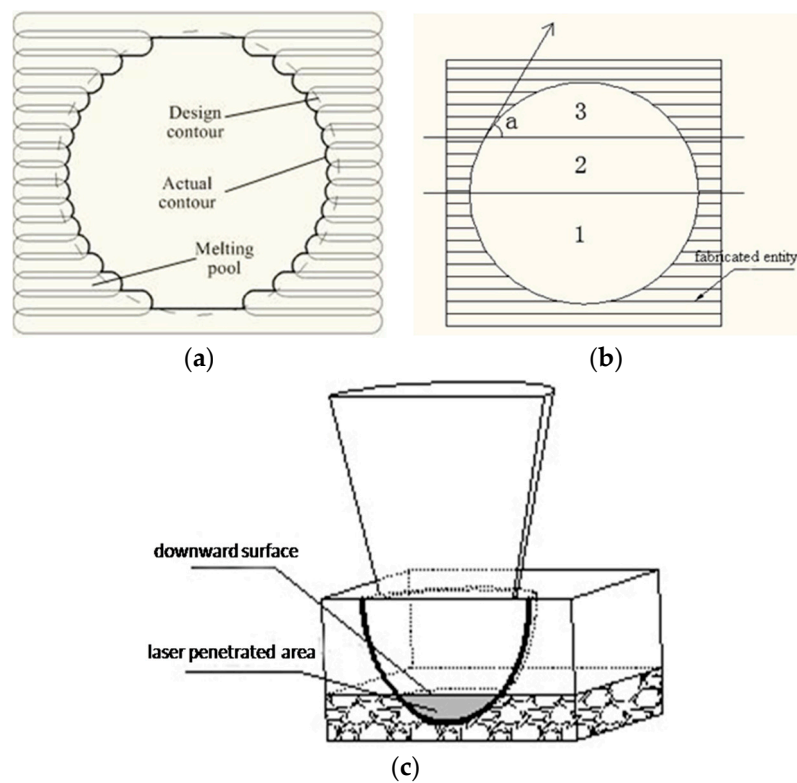 Design
contour
Actual
contour
Melting
pool
(a)
3
a
2
1
fabricated entity
(b)
downward surface
laser penetrated area
(c)